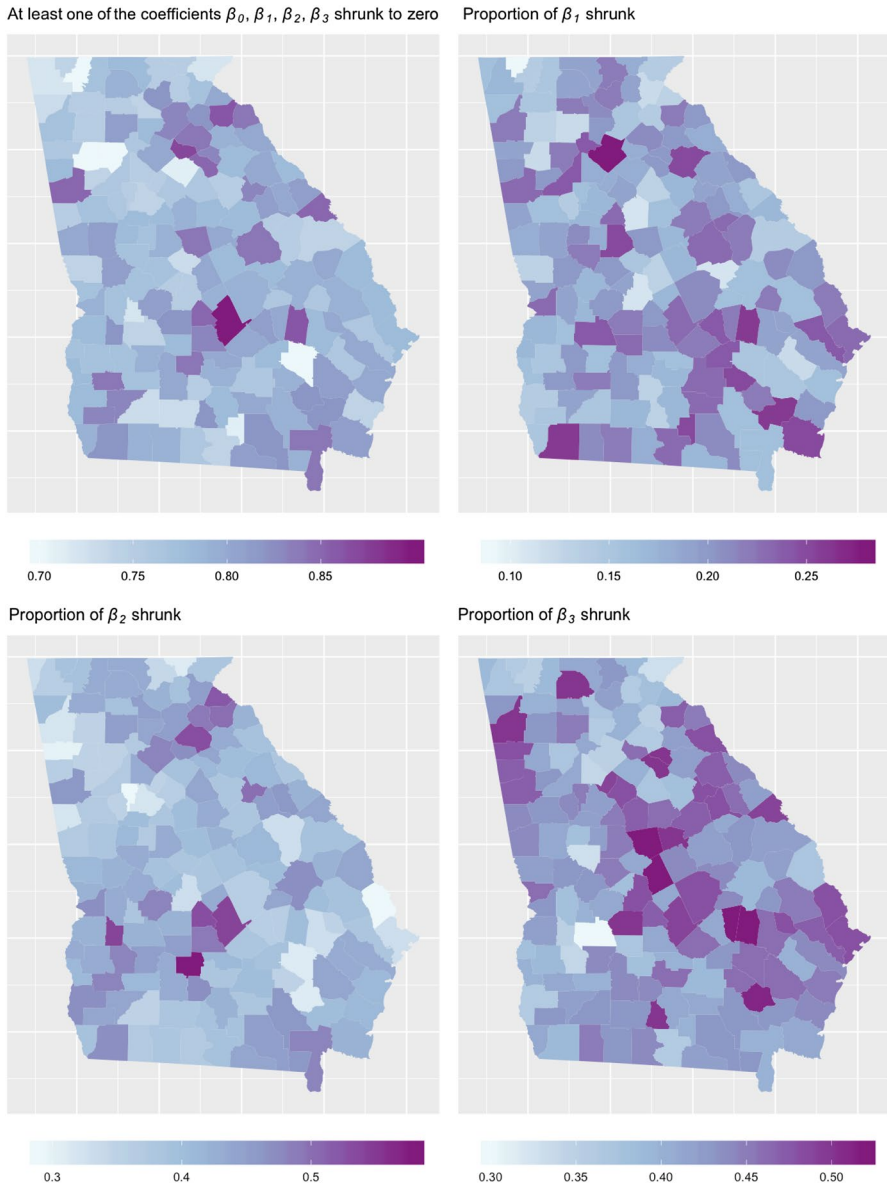 At least one of the coefficients β0, β1, β2, β3 shrunk to zero
Proportion of β1 shrunk
0.70 0.75 0.80 0.85
0.10 0.15 0.20 0.25
Proportion of β2 shrunk
Proportion of β3 shrunk
0.3 0.4 0.5
0.30 0.35 0.40 0.45 0.50